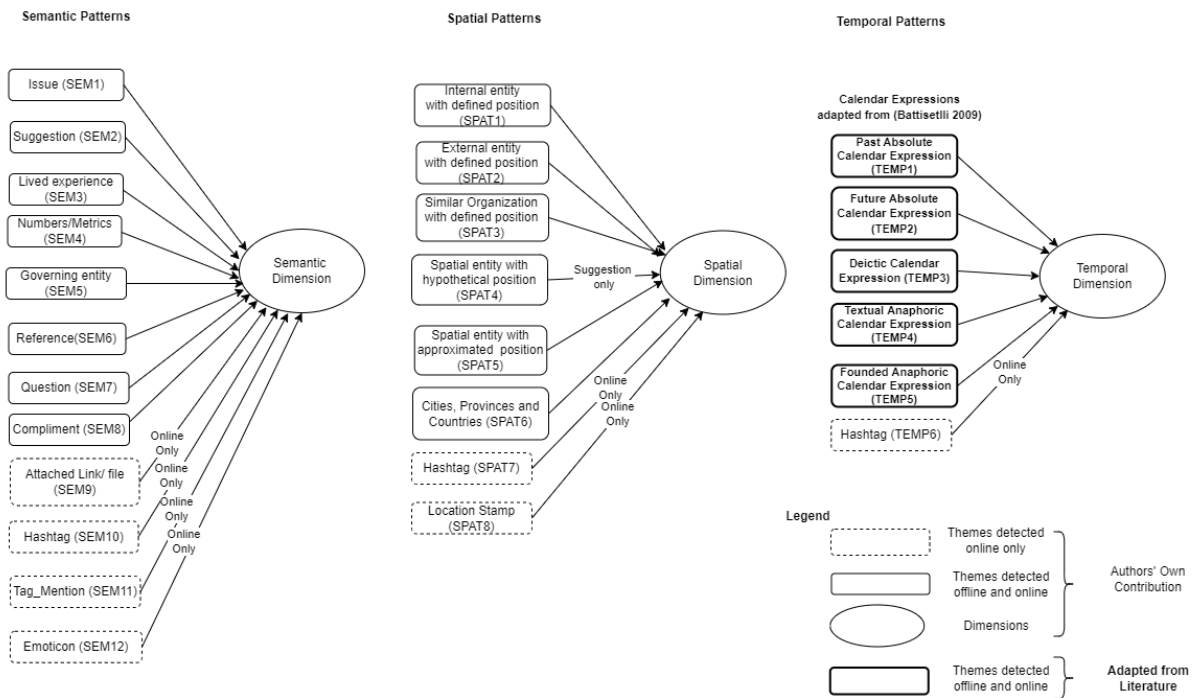 Semantic Patterns
Issue (SEM1)
Suggestion (SEM2)
Lived experience
(SEM3)
Numbers/Metrics
(SEM4)
Governing entity
(SEM5)
Reference(SEM6)
Question (SEM7)
Compliment (SEM8)
Attached Link/ file
(SEM9)
Hashtag (SEM10)
Tag_Mention (SEM11)
Emoticon (SEM12)
Online
Only
Online
Only
Online
Only
Online
Only
Semantic
Dimension
Spatial Patterns
Internal entity
with defined position
(SPAT1)
External entity
with defined position
(SPAT2)
Similar Organization
with defined position
(SPAT3)
Spatial entity with
hypothetical position
(SPAT4)
Suggestion
only
Spatial entity with
approximated position
(SPAT5)
Cities, Provinces and
Countries (SPAT6)
Hashtag (SPAT7)
Location Stamp
(SPAT8)
Online
Only
Online
Only
Spatial
Dimension
Temporal Patterns
Calendar Expressions
adapted from (Battisetlli 2009)
Past Absolute
Calendar Expression
(TEMP1)
Future Absolute
Calendar Expression
(TEMP2)
Deictic Calendar
Expression (TEMP3)
Textual Anaphoric
Calendar Expression
(TEMP4)
Founded Anaphoric
Calendar Expression
(TEMP5)
Hashtag (TEMP6)
Online
Only
Temporal
Dimension
Legend
Themes detected
online only
Themes detected
offline and online
Dimensions
Authors' Own
Contribution
Themes detected
offline and online
Adapted from
Literature